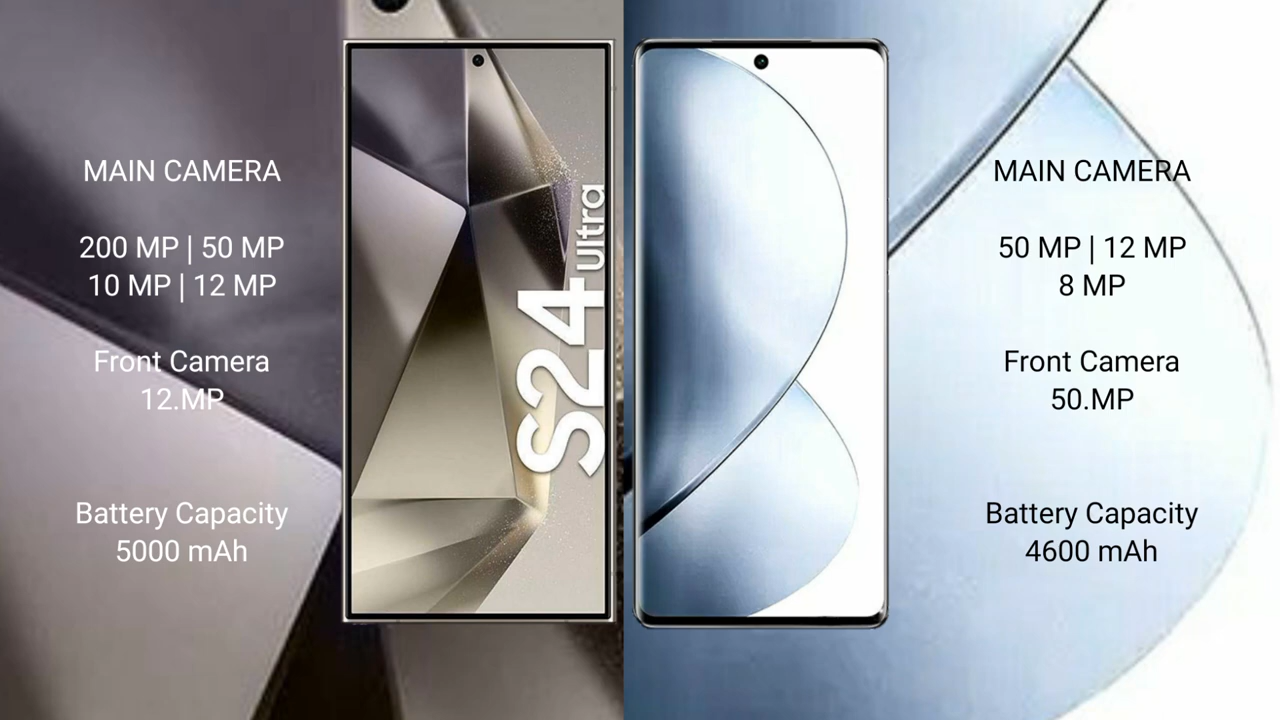 MAIN CAMERA
200 MP | 50 MP
10 MP | 12 MP
Front Camera
12.MP
Battery Capacity
5000 mAh
S24 Ultra
MAIN CAMERA
50 MP | 12 MP
8 MP
Front Camera
50.MP
Battery Capacity
4600 mAh